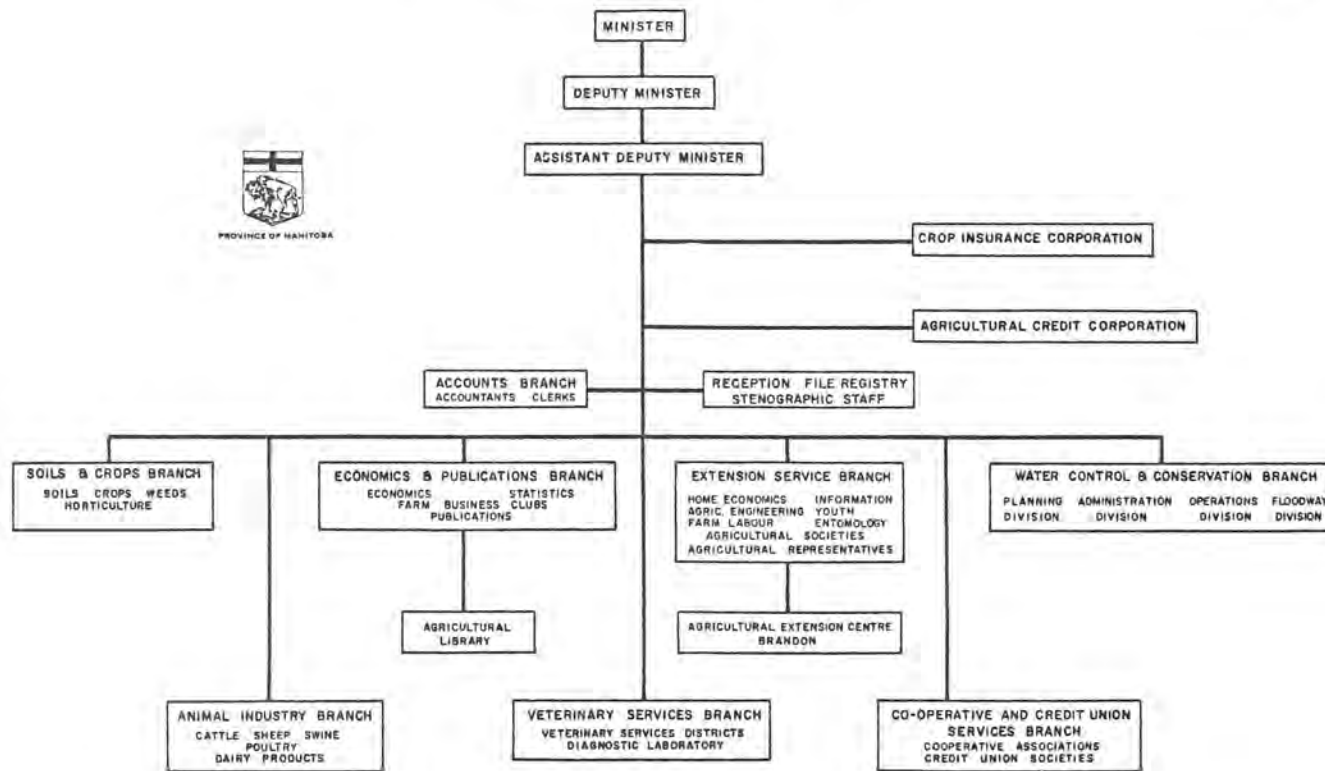 MINISTER
DEPUTY MINISTER
ASSISTANT DEPUTY MINISTER
PROVINCE OF MANITOBA
CROP INSURANCE CORPORATION
AGRICULTURAL CREDIT CORPORATION
ACCOUNTS BRANCH
ACCOUNTANTS CLERKS
RECEPTION FILE REGISTRY
STENOGRAPHIC STAFF
SOILS & CROPS BRANCH
SOILS CROPS WEEDS
HORTICULTURE
ECONOMICS & PUBLICATIONS BRANCH
ECONOMICS STATISTICS
FARM BUSINESS CLUBS
PUBLICATIONS
EXTENSION SERVICE BRANCH
HOME ECONOMICS INFORMATION
AGRIC. ENGINEERING YOUTH
FARM LABOUR ENTOMOLOGY
AGRICULTURAL SOCIETIES
AGRICULTURAL REPRESENTATIVES
WATER CONTROL & CONSERVATION BRANCH
PLANNING ADMINISTRATION OPERATIONS FLOODWAY
DIVISION DIVISION DIVISION DIVISION
AGRICULTURAL
LIBRARY
AGRICULTURAL EXTENSION CENTRE
BRANDON
ANIMAL INDUSTRY BRANCH
CATTLE SHEEP SWINE
POULTRY
DAIRY PRODUCTS
VETERINARY SERVICES BRANCH
VETERINARY SERVICES DISTRICTS
DIAGNOSTIC LABORATORY
CO-OPERATIVE AND CREDIT UNION
SERVICES BRANCH
COOPERATIVE ASSOCIATIONS
CREDIT UNION SOCIETIES